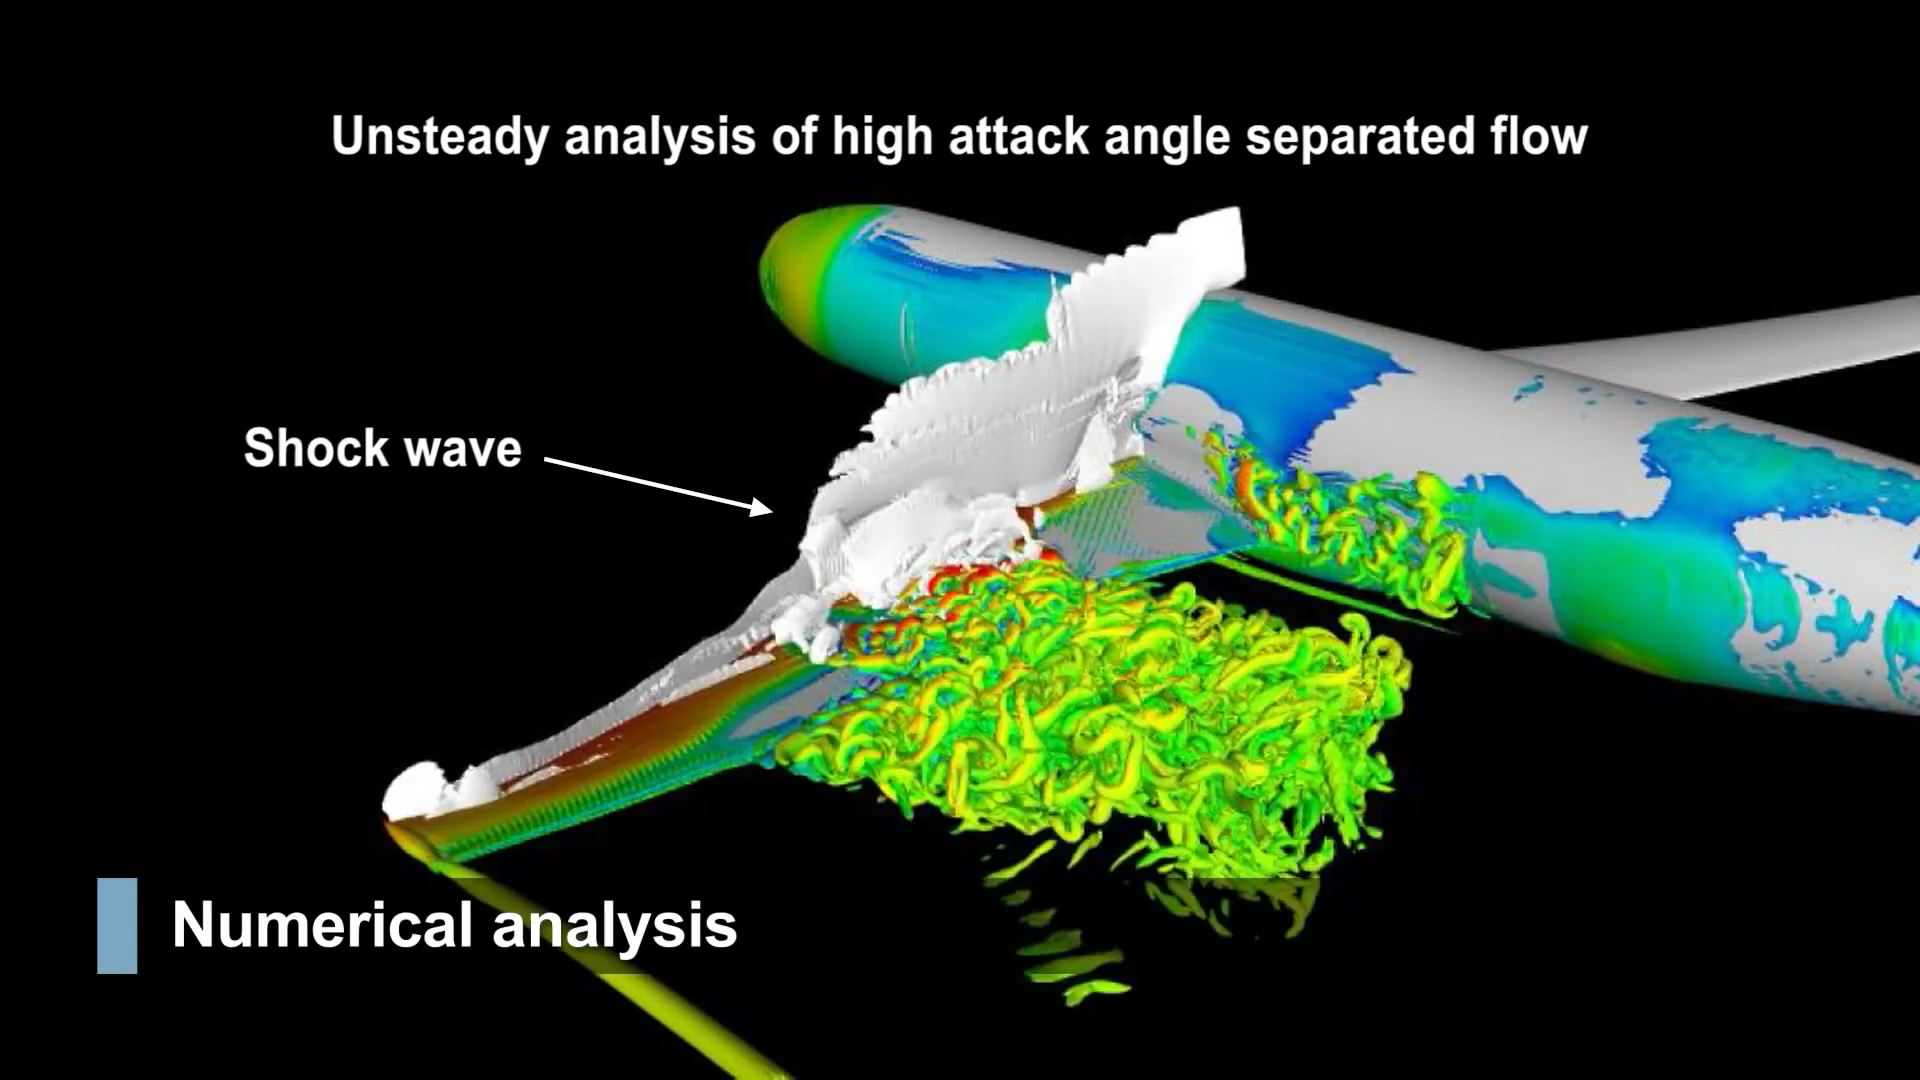 Unsteady analysis of high attack angle separated flow
Shock wave
Numerical analysis